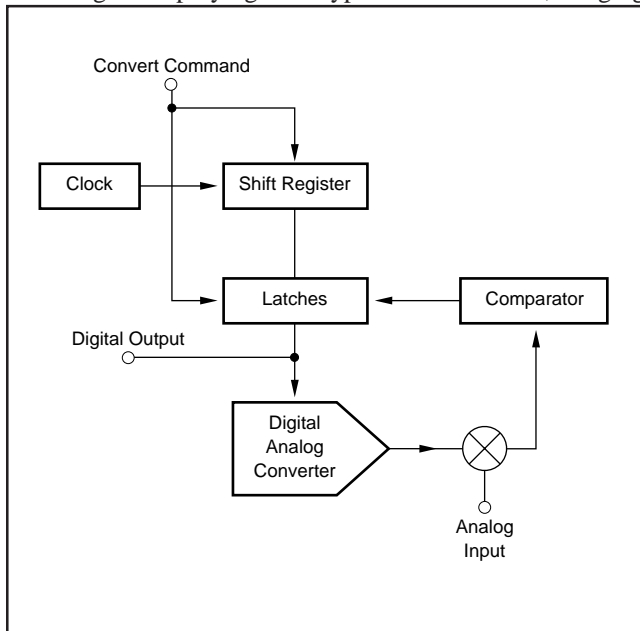 Convert Command
Clock
Shift Register
Latches
Comparator
Digital Output
Digital
Analog
Converter
Analog
Input